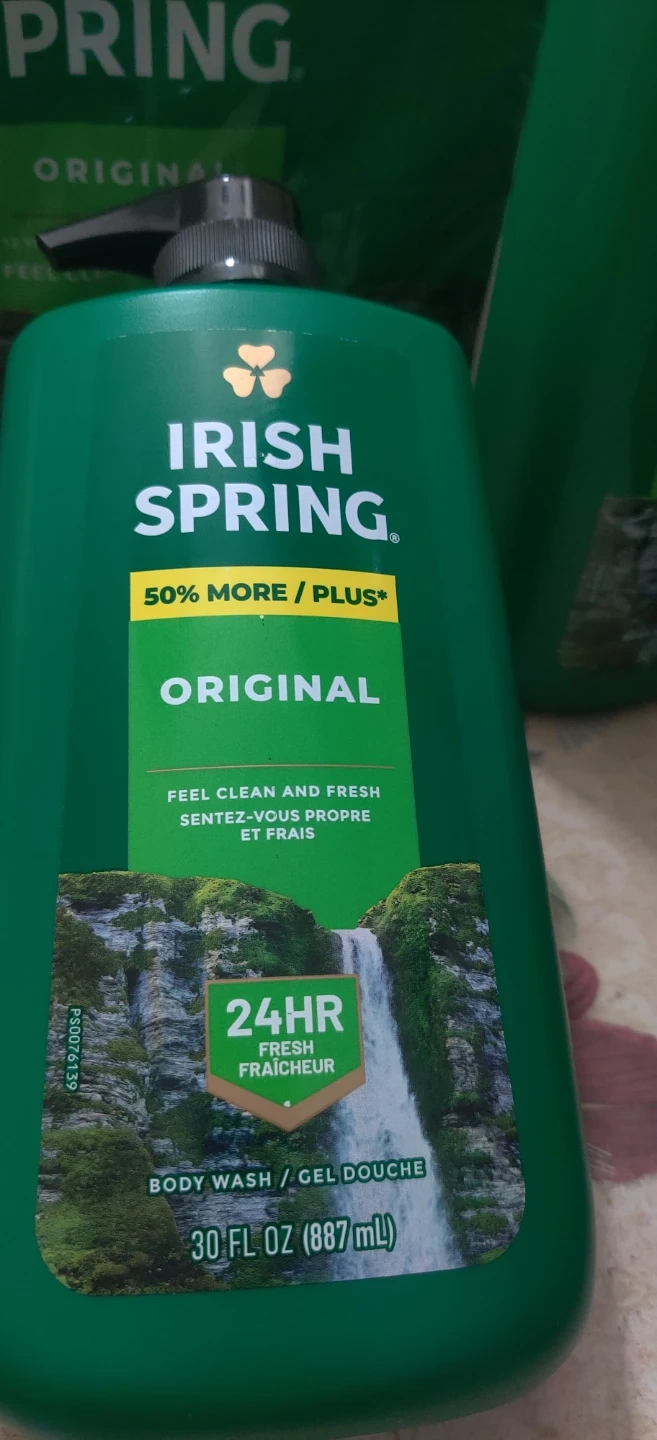 PRING
ORIGINAL
IRISH
SPRING®
50% MORE / PLUS*
ORIGINAL
FEEL CLEAN AND FRESH
SENTEZ-VOUS PROPRE
ET FRAIS
24HR
FRESH
FRAÎCHEUR
PS0076139
BODY WASH / GEL DOUCHE
30 FL OZ (887 mL)